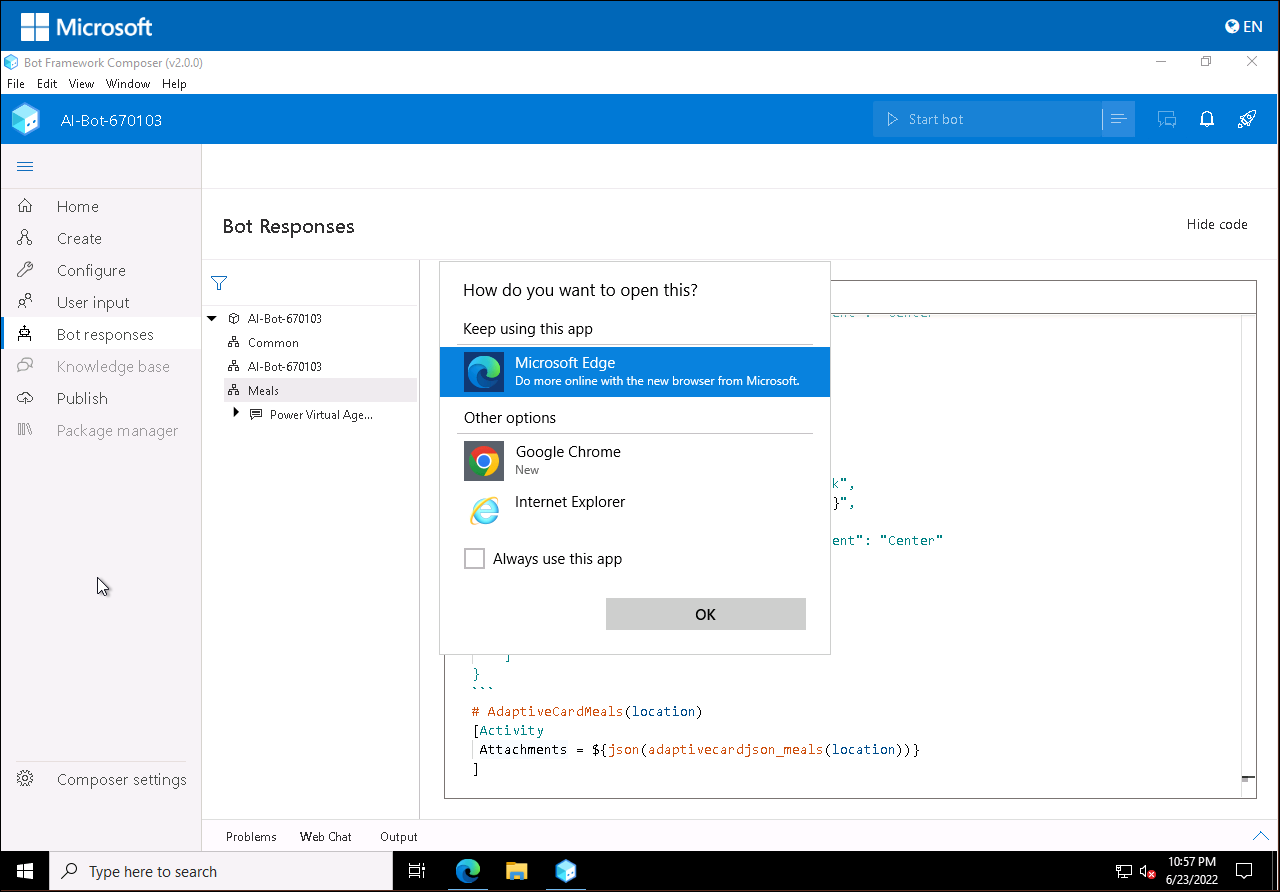 Microsoft
EN
Bot Framework Composer (v2.0.0)
File Edit View Window Help
AI-Bot-670103
Start bot
Home
Create
Configure
User input
Bot responses
Knowledge base
Publish
Package manager
Composer settings
Bot Responses
Hide code
AI-Bot-670103
Common
AI-Bot-670103
Meals
Power Virtual Age...
How do you want to open this?
Keep using this app
Microsoft Edge
Do more online with the new browser from Microsoft.
Other options
Google Chrome
New
Internet Explorer
Always use this app
OK
k",
}",
ent": "Center"
]
}
```
# AdaptiveCardMeals(location)
[Activity
Attachments = ${json(adaptivecardjson_meals(location))}
]
Problems Web Chat Output
Type here to search
10:57 PM
6/23/2022